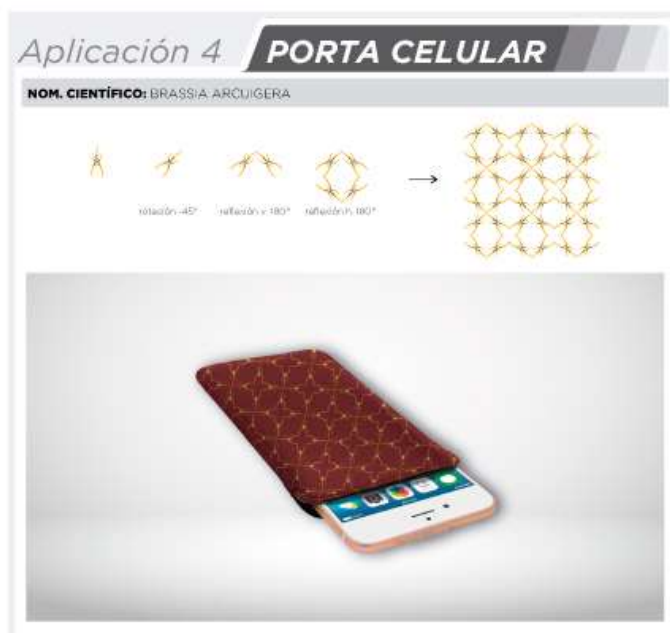 Aplicación 4
PORTA CELULAR
NOM. CIENTÍFICO: BRASSIA ARCUIGERA
rotación -45°
reflexión v. 180°
reflexión h. 180°